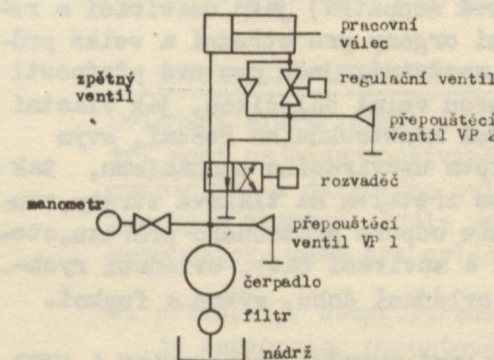 pracovní
válec
zpětný
ventil
regulační ventil
přepouštěcí
ventil VP 2
rozvaděč
manometr
přepouštěcí
ventil VP 1
čerpadlo
filtr
nádrž